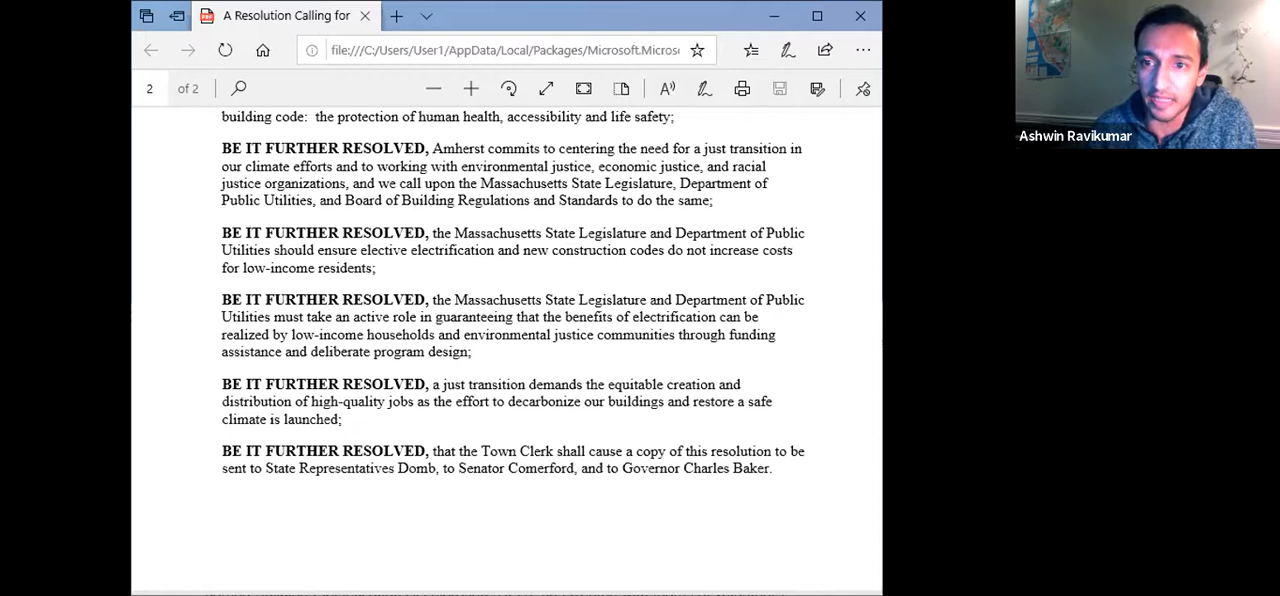 A Resolution Calling for
file:///C:/Users/User1/AppData/Local/Packages/Microsoft.Micros
2 of 2
building code: the protection of human health, accessibility and life safety;
BE IT FURTHER RESOLVED, Amherst commits to centering the need for a just transition in
our climate efforts and to working with environmental justice, economic justice, and racial
justice organizations, and we call upon the Massachusetts State Legislature, Department of
Public Utilities, and Board of Building Regulations and Standards to do the same;
BE IT FURTHER RESOLVED, the Massachusetts State Legislature and Department of Public
Utilities should ensure elective electrification and new construction codes do not increase costs
for low-income residents;
BE IT FURTHER RESOLVED, the Massachusetts State Legislature and Department of Public
Utilities must take an active role in guaranteeing that the benefits of electrification can be
realized by low-income households and environmental justice communities through funding
assistance and deliberate program design;
BE IT FURTHER RESOLVED, a just transition demands the equitable creation and
distribution of high-quality jobs as the effort to decarbonize our buildings and restore a safe
climate is launched;
BE IT FURTHER RESOLVED, that the Town Clerk shall cause a copy of this resolution to be
sent to State Representatives Domb, to Senator Comerford, and to Governor Charles Baker.
Ashwin Ravikumar